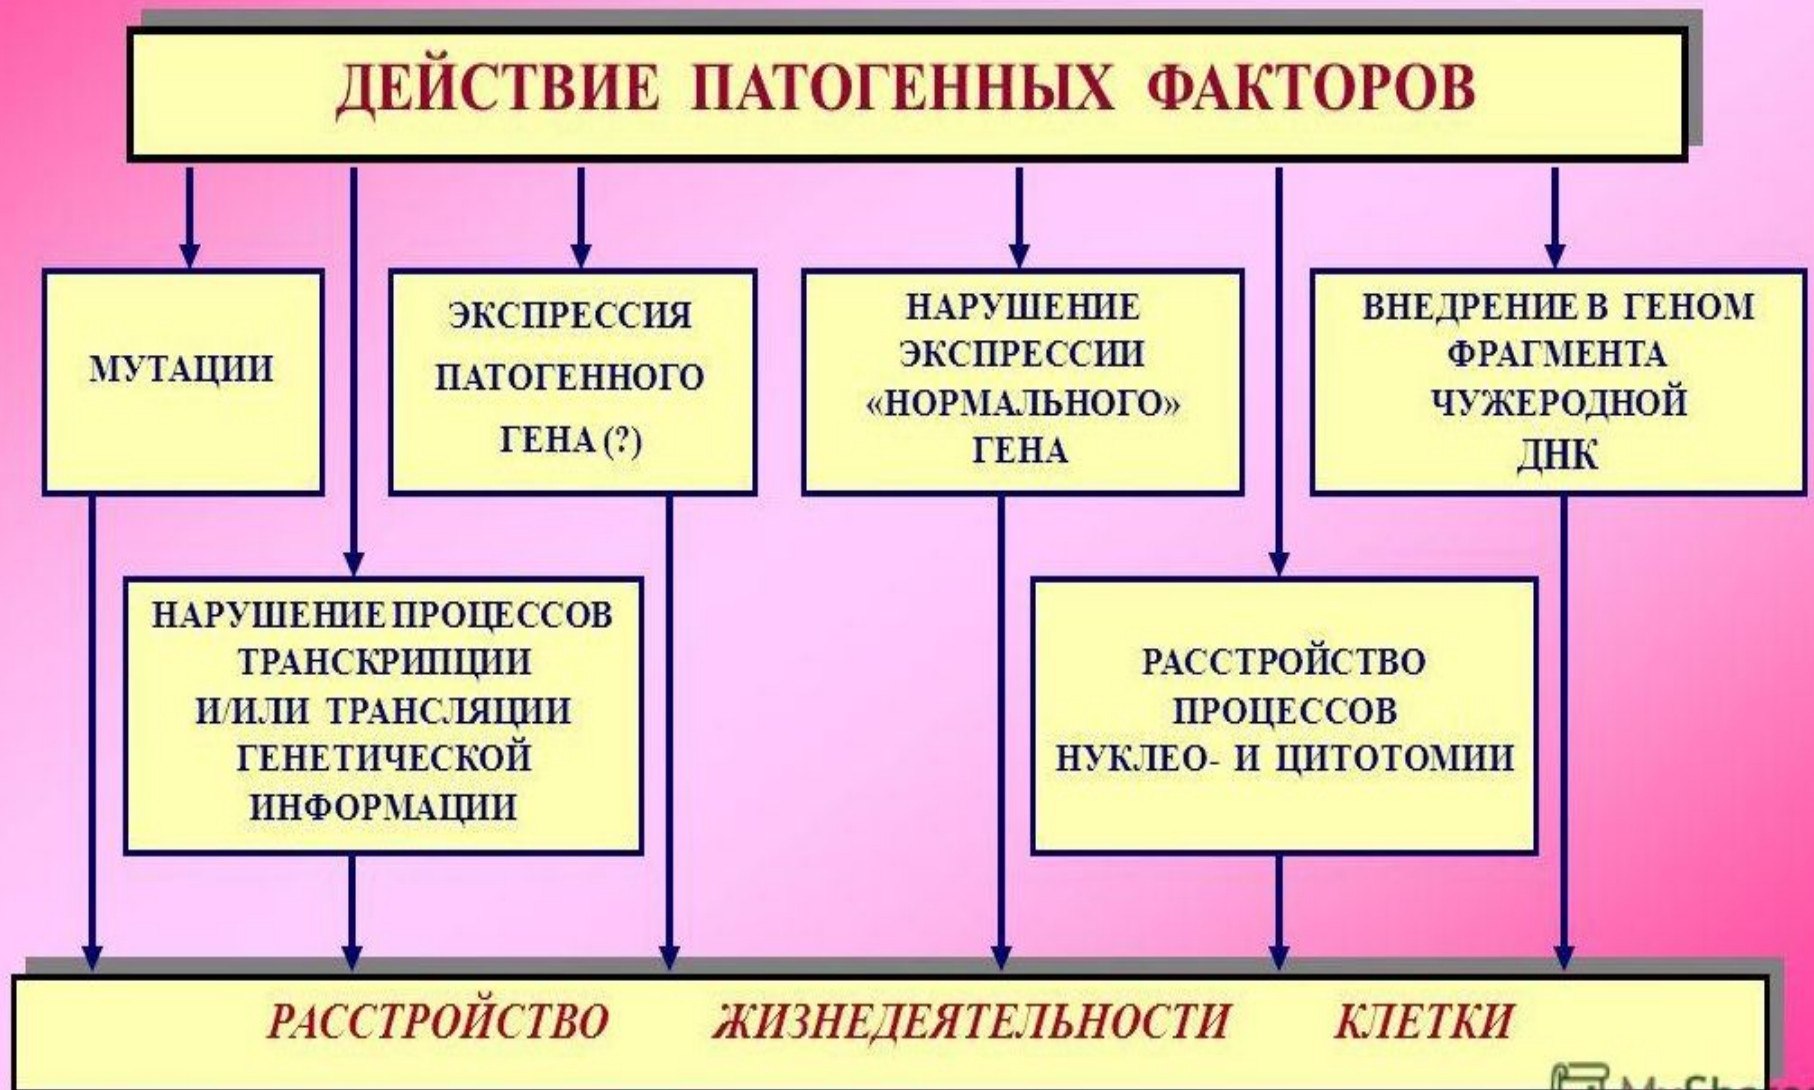 ДЕЙСТВИЕ ПАТОГЕННЫХ ФАКТОРОВ
МУТАЦИИ
ЭКСПРЕССИЯ
ПАТОГЕННОГО
ГЕНА (?)
НАРУШЕНИЕ
ЭКСПРЕССИИ
«НОРМАЛЬНОГО»
ГЕНА
ВНЕДРЕНИЕ В ГЕНОМ
ФРАГМЕНТА
ЧУЖЕРОДНОЙ
ДНК
НАРУШЕНИЕ ПРОЦЕССОВ
ТРАНСКРИПЦИИ
И/ИЛИ ТРАНСЛЯЦИИ
ГЕНЕТИЧЕСКОЙ
ИНФОРМАЦИИ
РАССТРОЙСТВО
ПРОЦЕССОВ
НУКЛЕО- И ЦИТОТОМИИ
РАССТРОЙСТВО ЖИЗНЕДЕЯТЕЛЬНОСТИ КЛЕТКИ